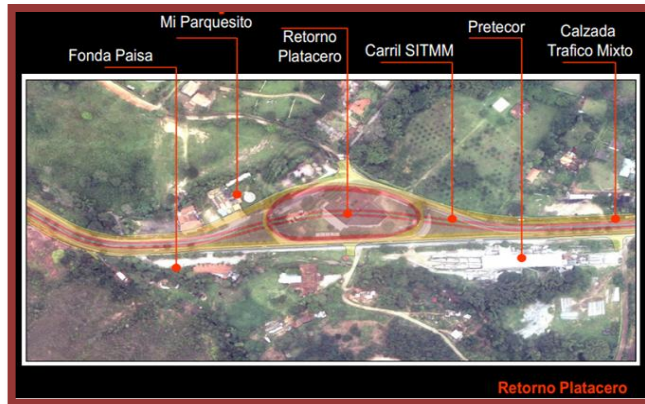 Mi Parquesito
Fonda Paisa
Retorno
Platacero
Carril SITMM
Pretecor
Calzada
Trafico Mixto
Retorno Platacero